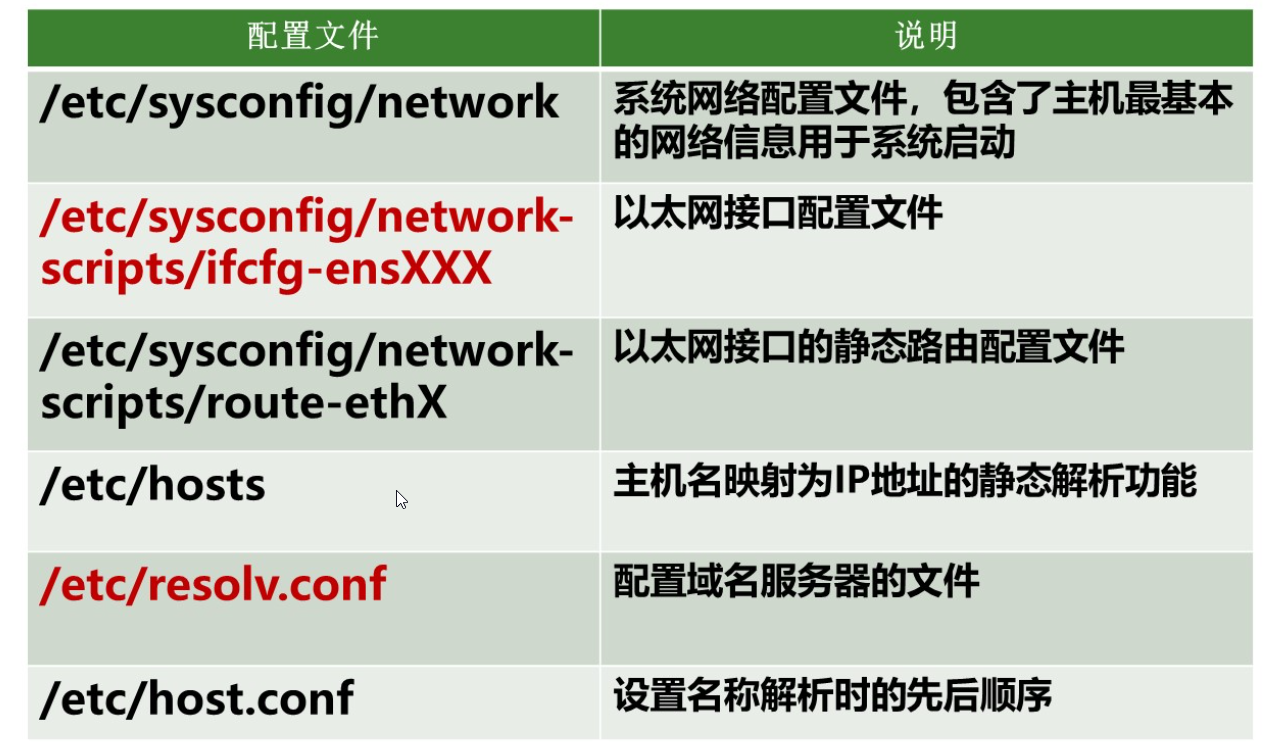 配置文件
说明
/etc/sysconfig/network
系统网络配置文件，包含了主机最基本
的网络信息用于系统启动
/etc/sysconfig/network-
scripts/ifcfg-ensXXX
以太网接口配置文件
/etc/sysconfig/network-
scripts/route-ethX
以太网接口的静态路由配置文件
/etc/hosts
主机名映射为IP地址的静态解析功能
/etc/resolv.conf
配置域名服务器的文件
/etc/host.conf
设置名称解析时的先后顺序